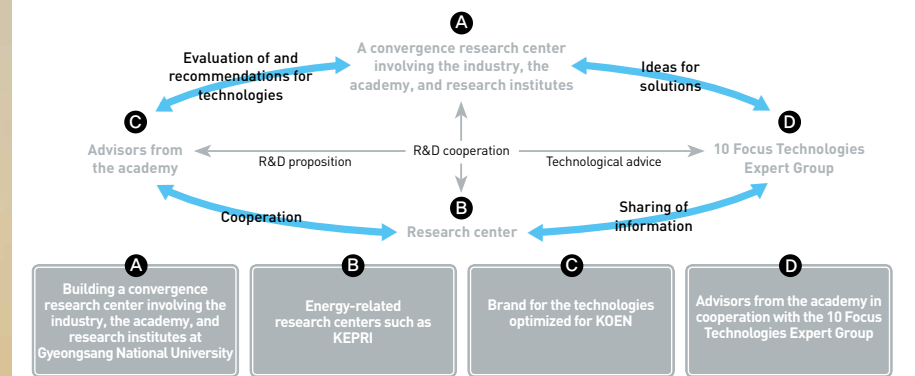 A
A convergence research center
involving the industry, the
academy, and research institutes
Evaluation of and
recommendations for
technologies
Ideas for
solutions
C
Advisors from
the academy
D
10 Focus Technologies
Expert Group
R&D cooperation
R&D proposition
Technological advice
B
Research center
Cooperation
Sharing of
information
A
Building a convergence
research center involving the
industry, the academy, and
research institutes at
Gyeongsang National University
B
Energy-related
research centers such as
KEPRI
C
Brand for the technologies
optimized for KOEN
D
Advisors from the academy in
cooperation with the 10 Focus
Technologies Expert Group